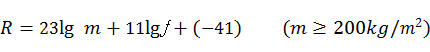 R = 23lg m + 11lgf + (−41) (m ≥ 200kg/m²)